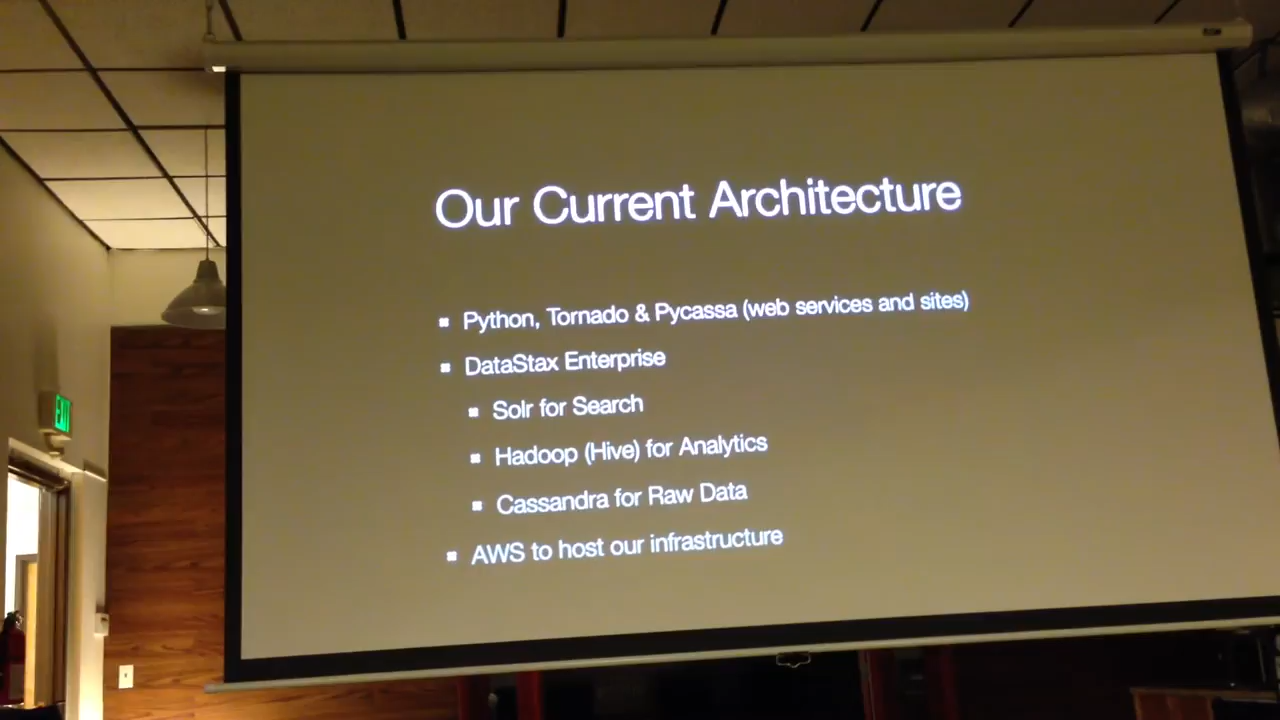 Our Current Architecture
Python, Tornado & Pycassa (web services and sites)
DataStax Enterprise
Solr for Search
Hadoop (Hive) for Analytics
Cassandra for Raw Data
AWS to host our infrastructure
EXIT